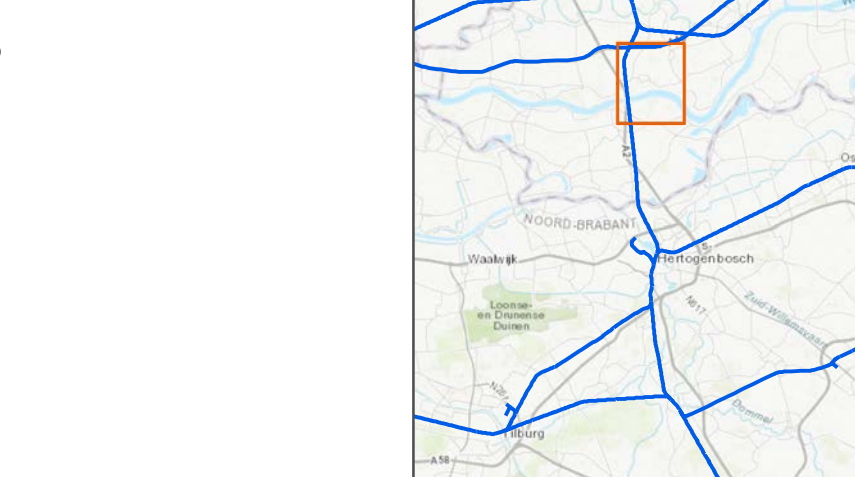 A2
Os
NOORD-BRABANT
Waalwijk
's-
Hertogenbosch
Loonse-
en Drunense
Duinen
N617
Zuid-Willemsvaart
N261
Dommel
Tilburg
A58